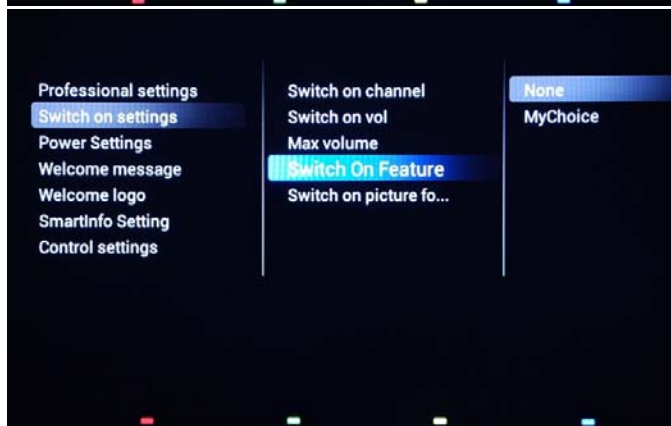 Professional settings
Switch on settings
Power Settings
Welcome message
Welcome logo
SmartInfo Setting
Control settings
Switch on channel
Switch on vol
Max volume
Switch On Feature
Switch on picture fo...
None
MyChoice